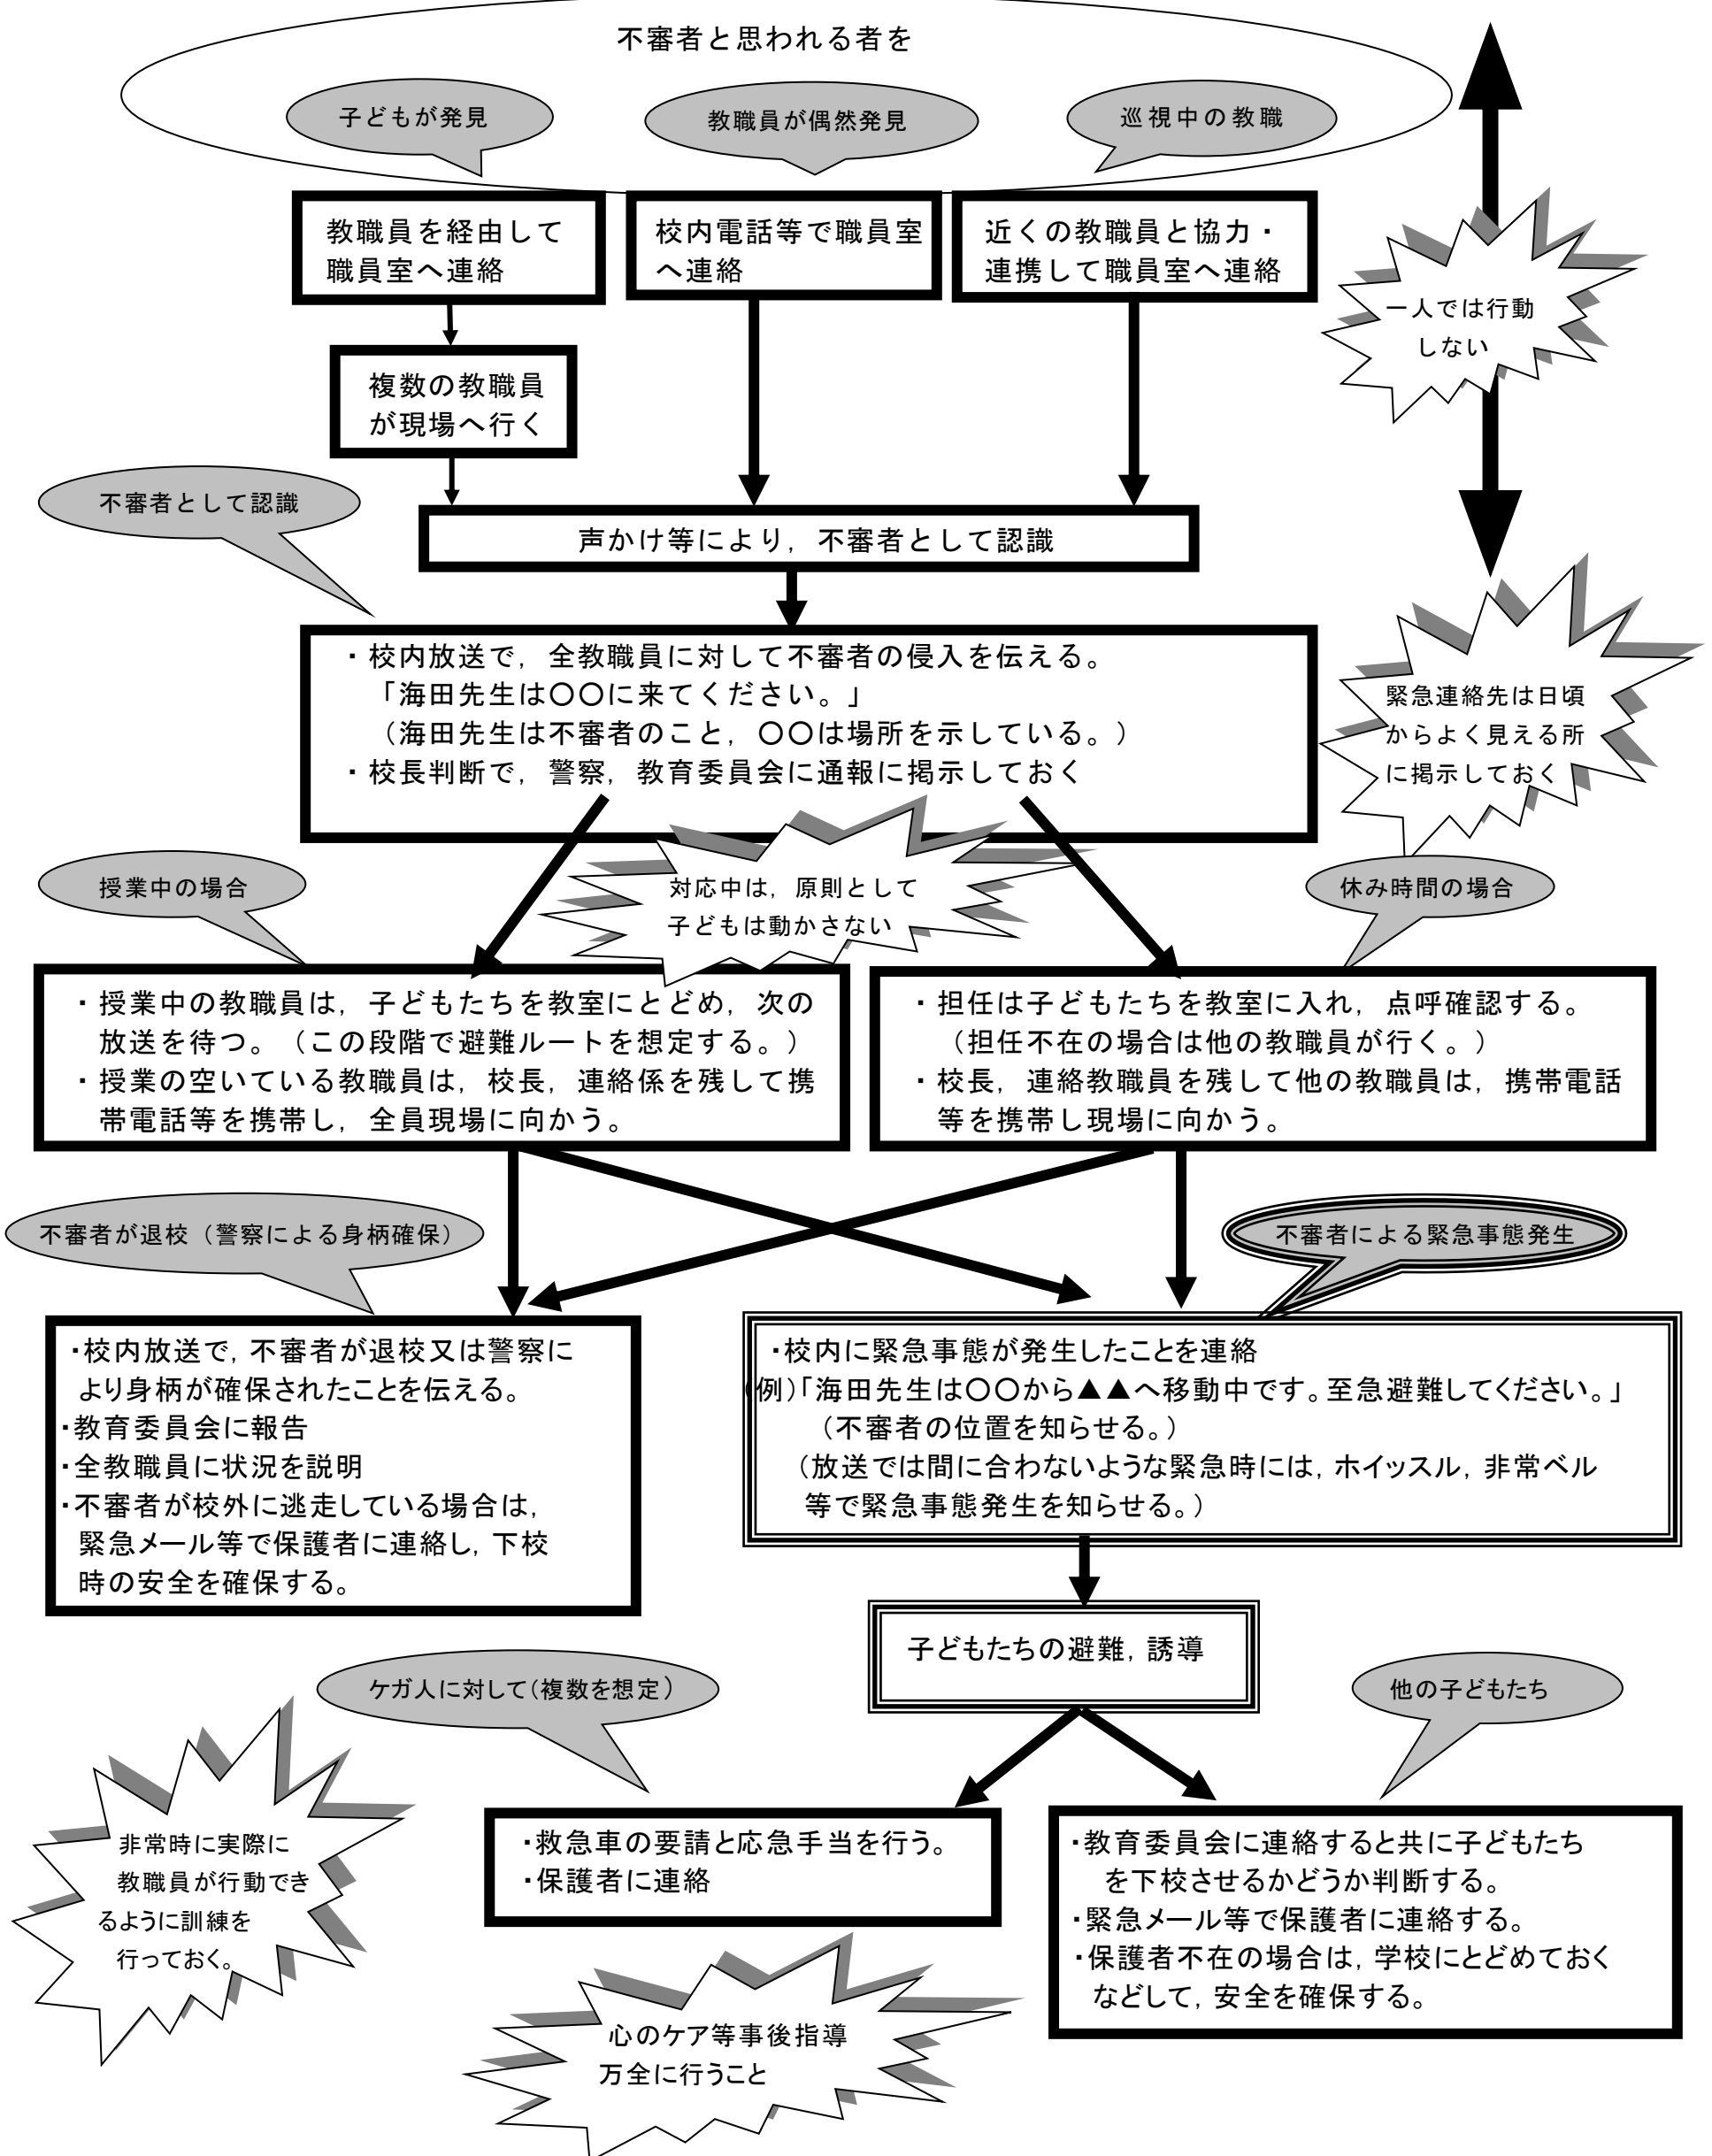 不審者と思われる者を
子どもが発見
教職員が偶然発見
巡視中の教職
教職員を経由して
職員室へ連絡
校内電話等で職員室
へ連絡
近くの教職員と協力・
連携して職員室へ連絡
一人では行動
しない
複数の教職員
が現場へ行く
不審者として認識
声かけ等により，不審者として認識
・校内放送で，全教職員に対して不審者の侵入を伝える。
「海田先生は〇〇に来てください。」
（海田先生は不審者のこと，〇〇は場所を示している。）
・校長判断で，警察，教育委員会に通報に掲示しておく
緊急連絡先は日頃
からよく見える所
に掲示しておく
授業中の場合
対応中は，原則として
子どもは動かさない
休み時間の場合
・授業中の教職員は，子どもたちを教室にとどめ，次の
放送を待つ。（この段階で避難ルートを想定する。）
・授業の空いている教職員は，校長，連絡係を残して携
帯電話等を携帯し，全員現場に向かう。
・担任は子どもたちを教室に入れ，点呼確認する。
（担任不在の場合は他の教職員が行く。）
・校長，連絡教職員を残して他の教職員は，携帯電話
等を携帯し現場に向かう。
不審者が退校（警察による身柄確保）
不審者による緊急事態発生
・校内放送で，不審者が退校又は警察に
より身柄が確保されたことを伝える。
・教育委員会に報告
・全教職員に状況を説明
・不審者が校外に逃走している場合は，
緊急メール等で保護者に連絡し，下校
時の安全を確保する。
・校内に緊急事態が発生したことを連絡
（例）「海田先生は〇〇から▲▲へ移動中です。至急避難してください。」
（不審者の位置を知らせる。）
（放送では間に合わないような緊急時には，ホイッスル，非常ベル
等で緊急事態発生を知らせる。）
子どもたちの避難，誘導
ケガ人に対して（複数を想定）
他の子どもたち
非常時に実際に
教職員が行動でき
るように訓練を
行っておく。
・救急車の要請と応急手当を行う。
・保護者に連絡
・教育委員会に連絡すると共に子どもたち
を下校させるかどうか判断する。
・緊急メール等で保護者に連絡する。
・保護者不在の場合は，学校にとどめておく
などして，安全を確保する。
心のケア等事後指導
万全に行うこと